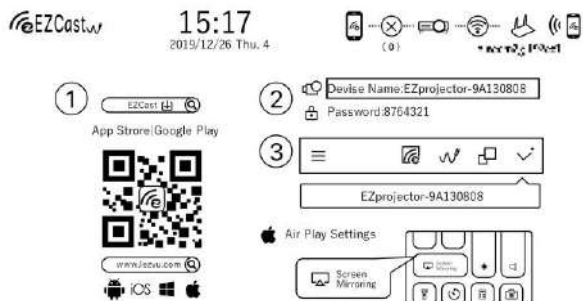 EZCast
15:17
2019/12/26 Thu. 4
(0)
1
EZCast
App Strore|Google Play
www.iezvu.com
iOS
2
Devise Name:EZprojector-9A130808
Password:8764321
3
EZprojector-9A130808
Air Play Settings
Screen
Mirroring
Screen
Mirroring